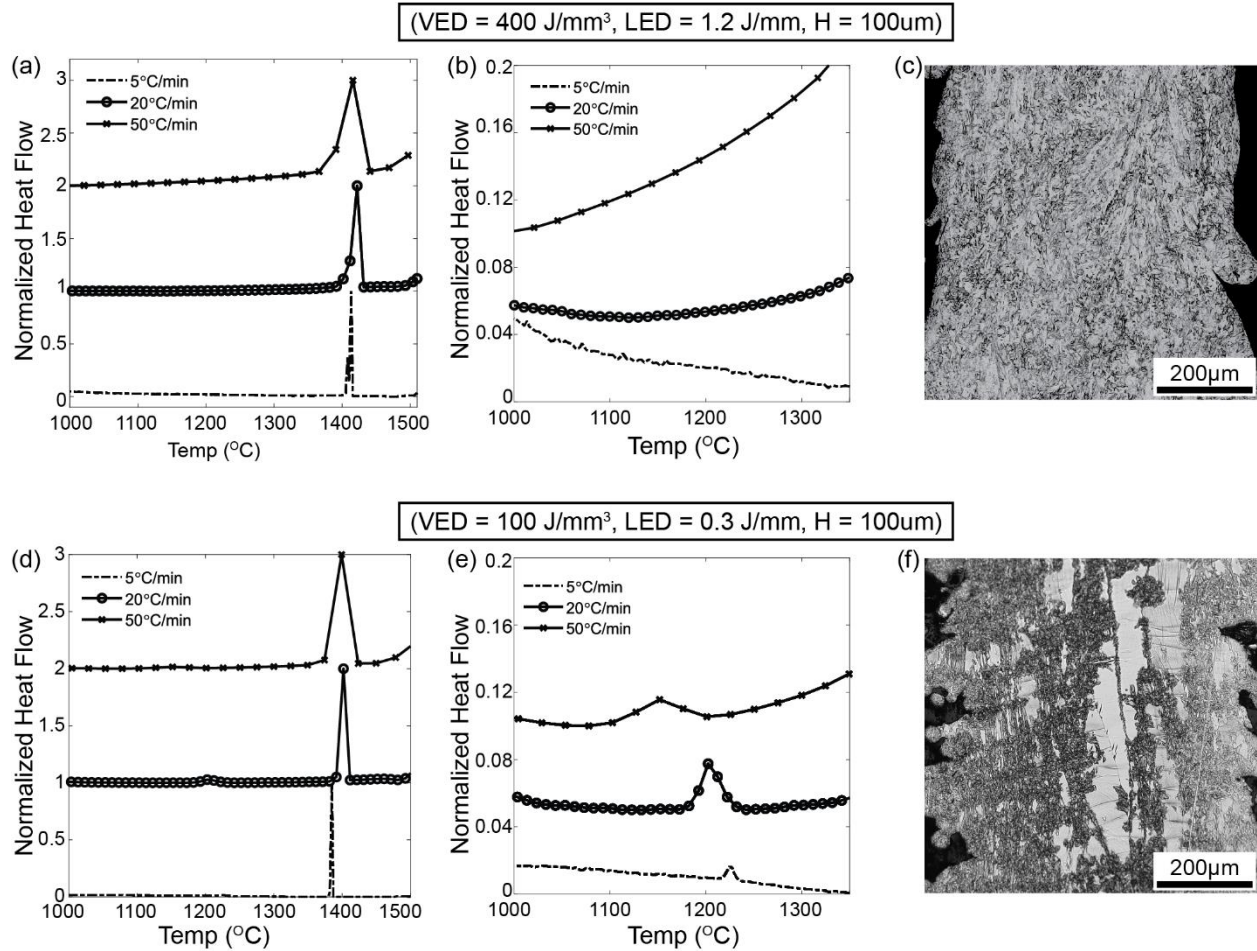 (VED = 400 J/mm³, LED = 1.2 J/mm, H = 100um)
(a)
5°C/min
20°C/min
50°C/min
3
2.5
2
1.5
1
0.5
0
Normalized Heat Flow
1000 1100 1200 1300 1400 1500
Temp (°C)
(b)
5°C/min
20°C/min
50°C/min
0.2
0.16
0.12
0.08
0.04
0
Normalized Heat Flow
1000 1100 1200 1300
Temp (°C)
(c)
200µm
(VED = 100 J/mm³, LED = 0.3 J/mm, H = 100um)
(d)
5°C/min
20°C/min
50°C/min
3
2.5
2
1.5
1
0.5
0
Normalized Heat Flow
1000 1100 1200 1300 1400 1500
Temp (°C)
(e)
5°C/min
20°C/min
50°C/min
0.2
0.16
0.12
0.08
0.04
0
Normalized Heat Flow
1000 1100 1200 1300
Temp (°C)
(f)
200µm